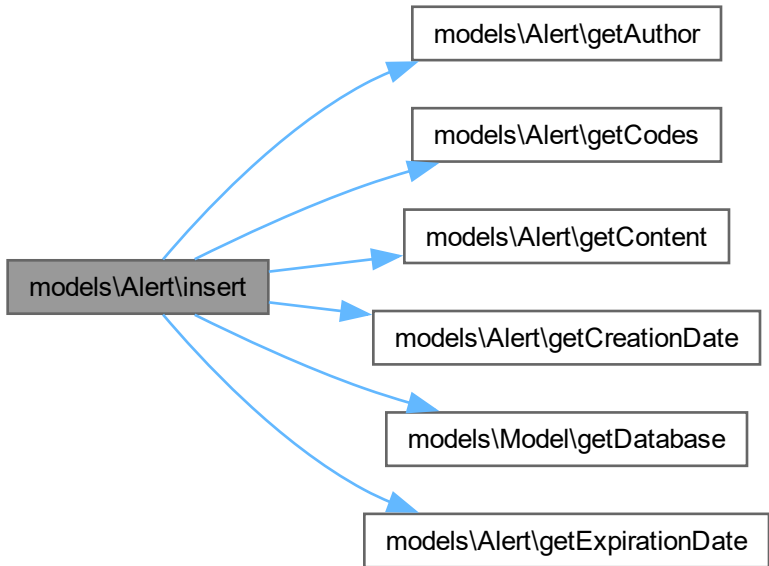 models\Alert\getAuthor
models\Alert\getCodes
models\Alert\getContent
models\Alert\insert
models\Alert\getCreationDate
models\Model\getDatabase
models\Alert\getExpirationDate